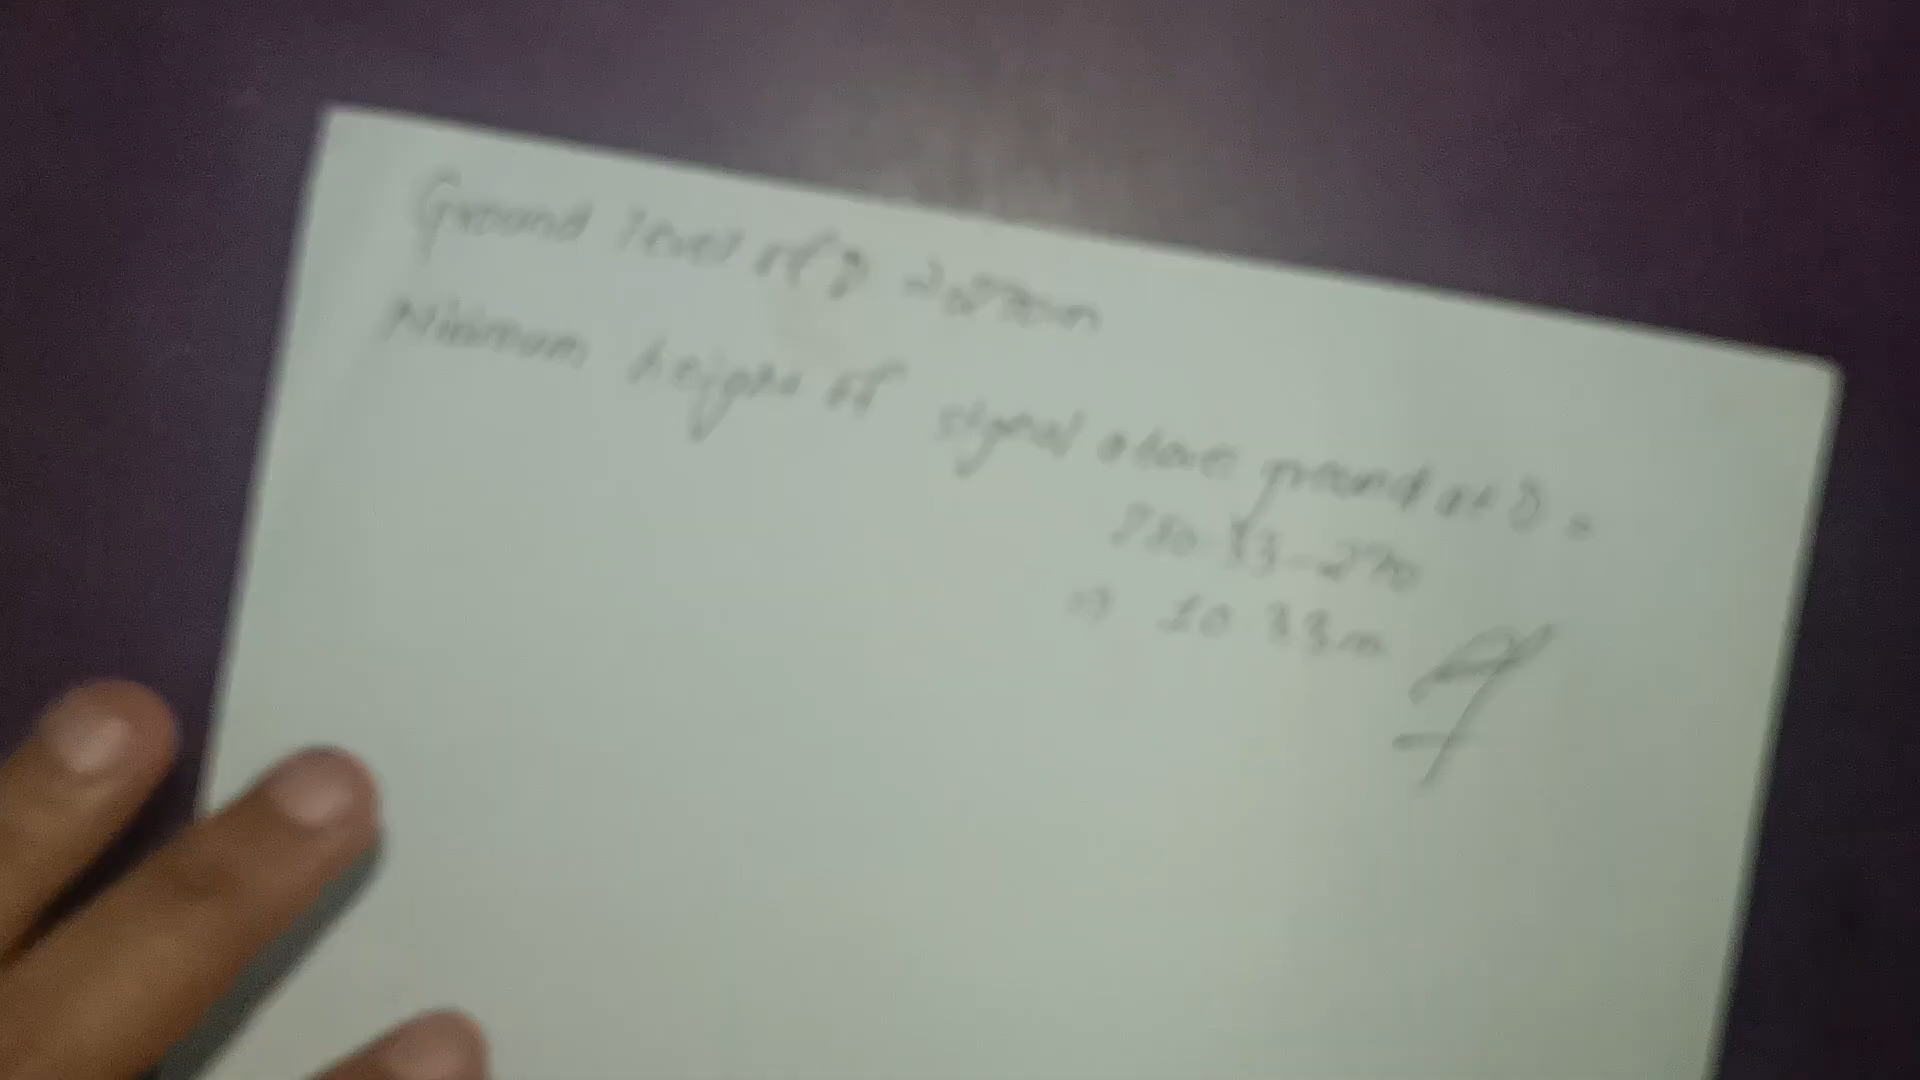 Ground level of B = 270m
Minimum height of signal above ground at B =
280.33-270
⇒ 10.33m